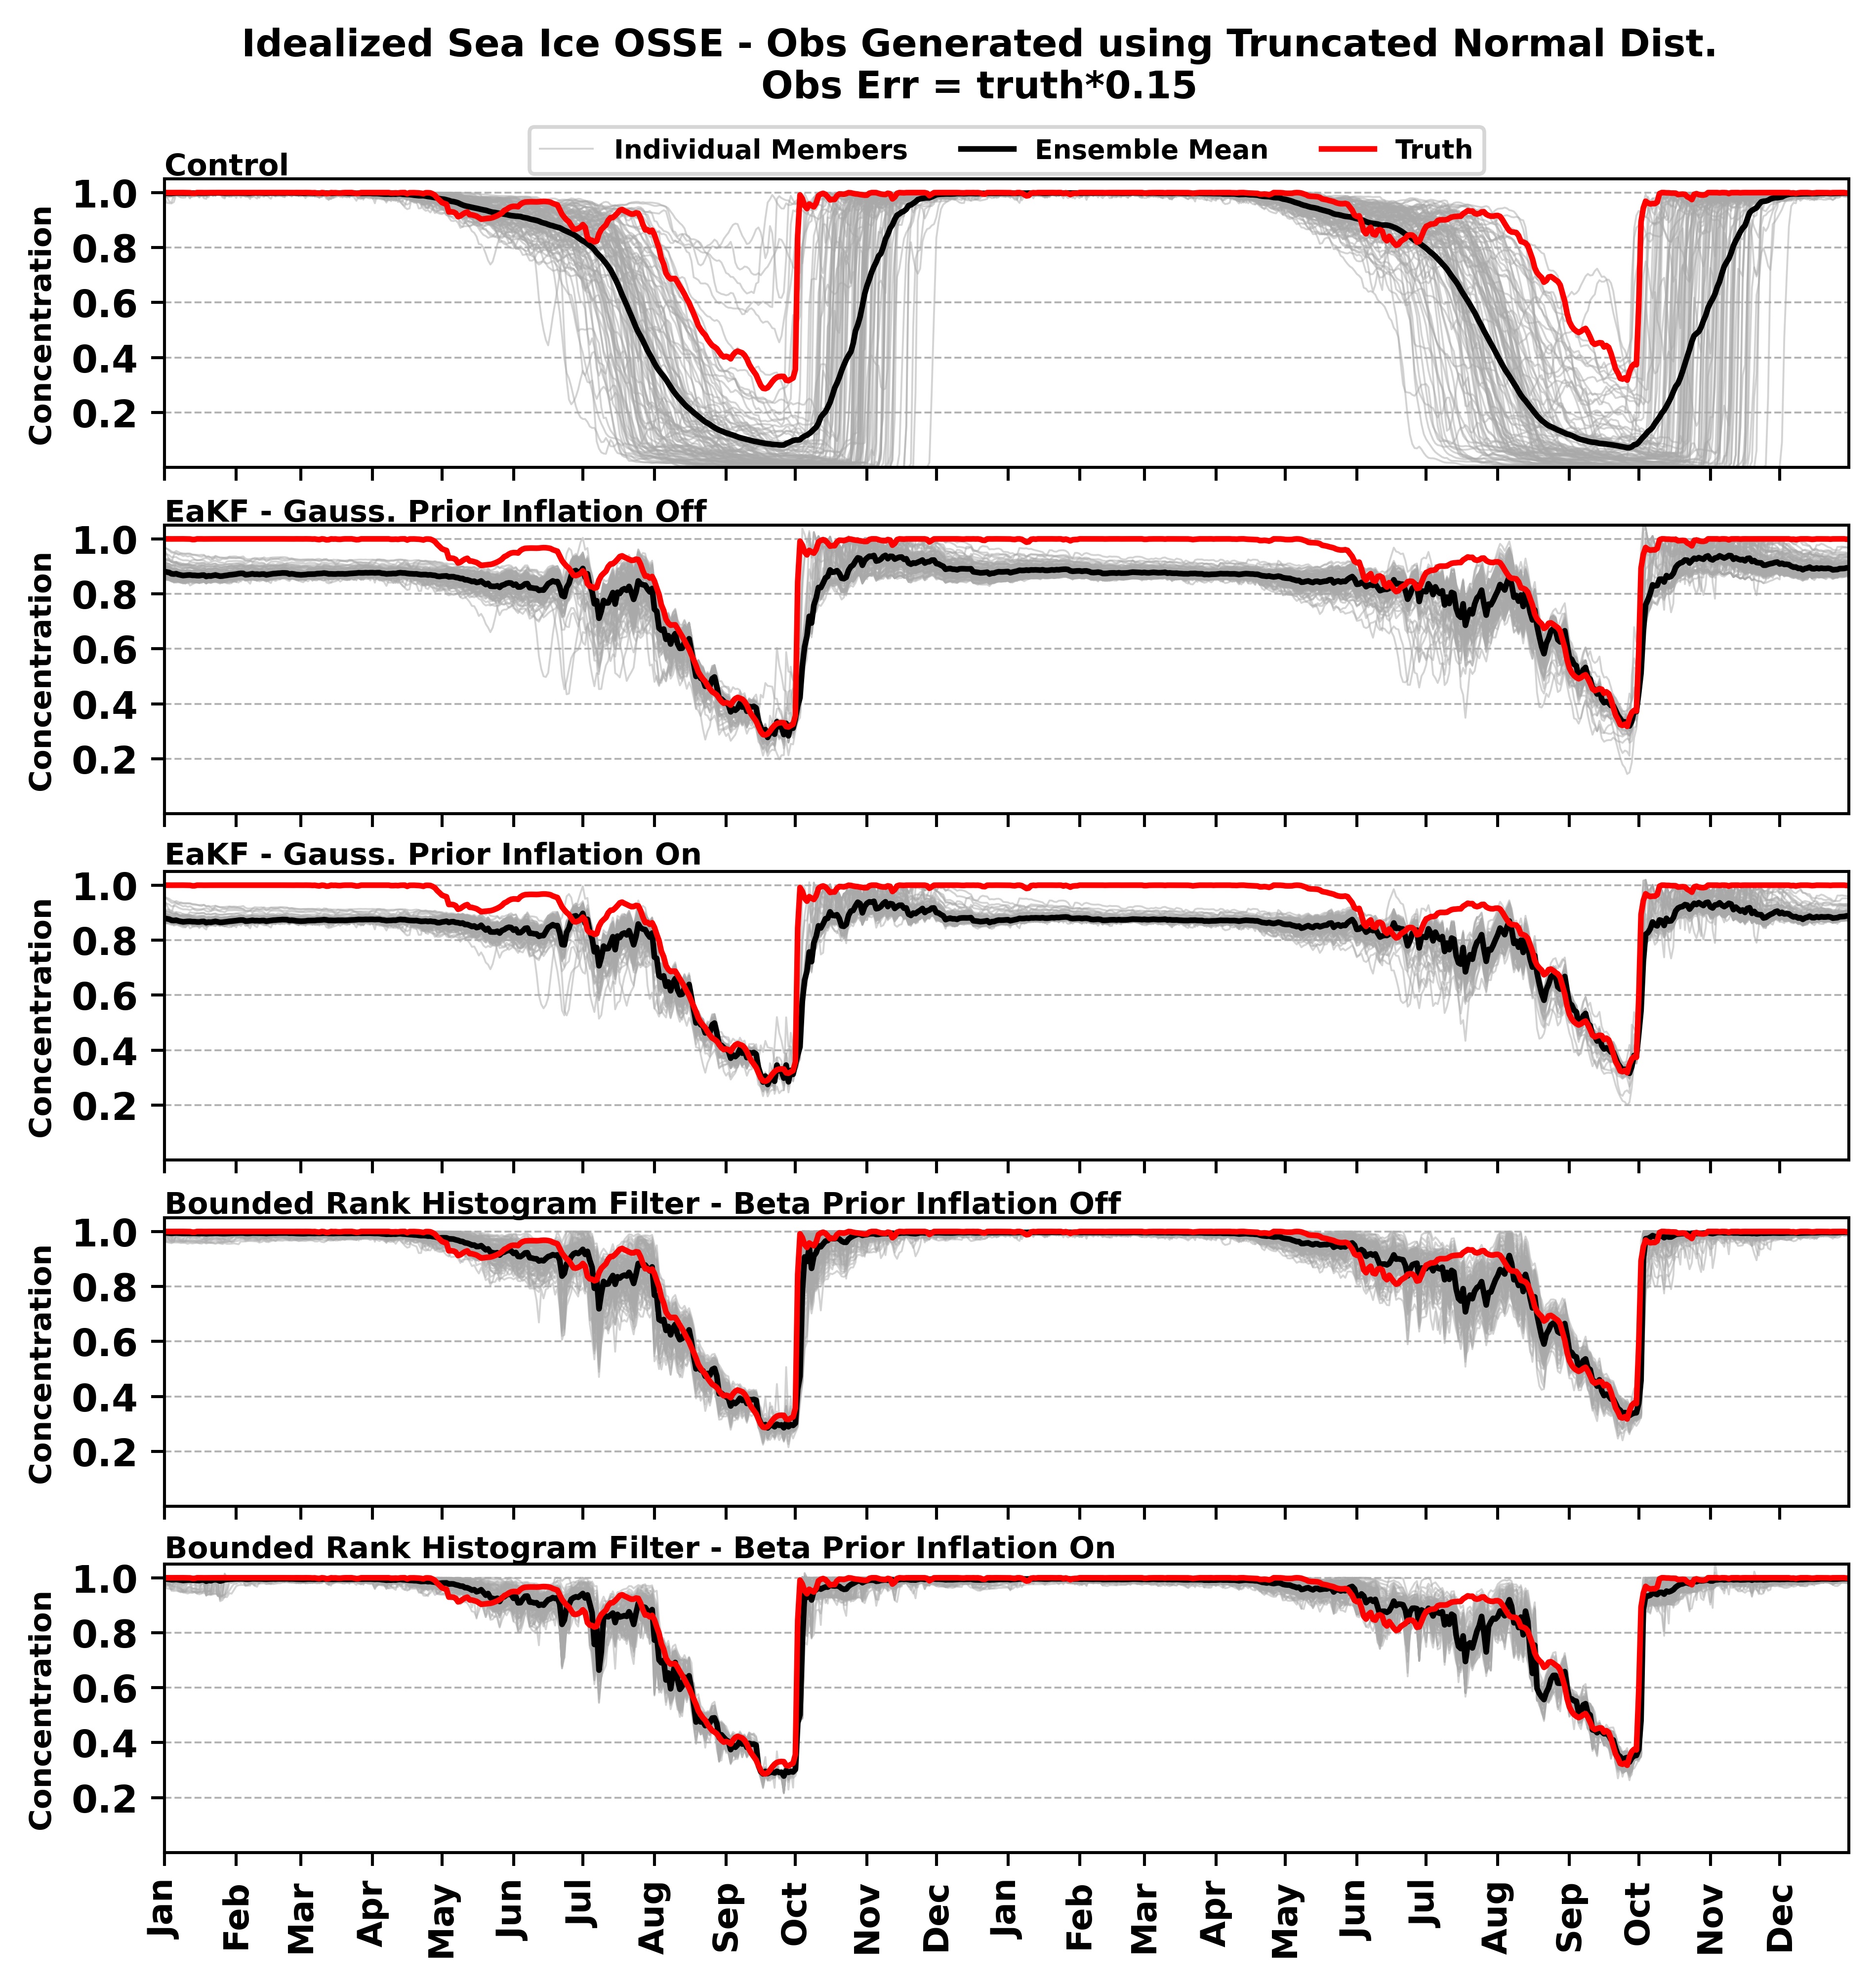 Idealized Sea Ice OSSE - Obs Generated using Truncated Normal Dist.
Obs Err = truth*0.15
Individual Members Ensemble Mean Truth
Control
Concentration
1.0
0.8
0.6
0.4
0.2
EaKF - Gauss. Prior Inflation Off
Concentration
1.0
0.8
0.6
0.4
0.2
EaKF - Gauss. Prior Inflation On
Concentration
1.0
0.8
0.6
0.4
0.2
Bounded Rank Histogram Filter - Beta Prior Inflation Off
Concentration
1.0
0.8
0.6
0.4
0.2
Bounded Rank Histogram Filter - Beta Prior Inflation On
Concentration
1.0
0.8
0.6
0.4
0.2
Jan Feb Mar Apr May Jun Jul Aug Sep Oct Nov Dec Jan Feb Mar Apr May Jun Jul Aug Sep Oct Nov Dec